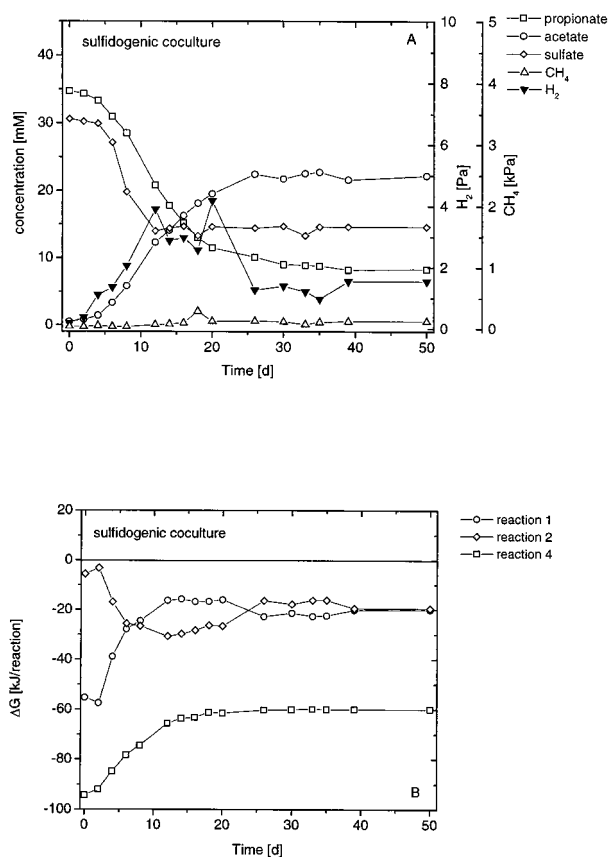 sulfidogenic coculture
A
propionate
acetate
sulfate
CH4
H2
40
30
20
10
0
concentration [mM]
10
8
6
4
2
0
H2 [Pa]
5
4
3
2
1
0
CH4 [kPa]
0 10 20 30 40 50
Time [d]
sulfidogenic coculture
B
reaction 1
reaction 2
reaction 4
20
0
-20
-40
-60
-80
-100
ΔG [kJ/reaction]
0 10 20 30 40 50
Time [d]